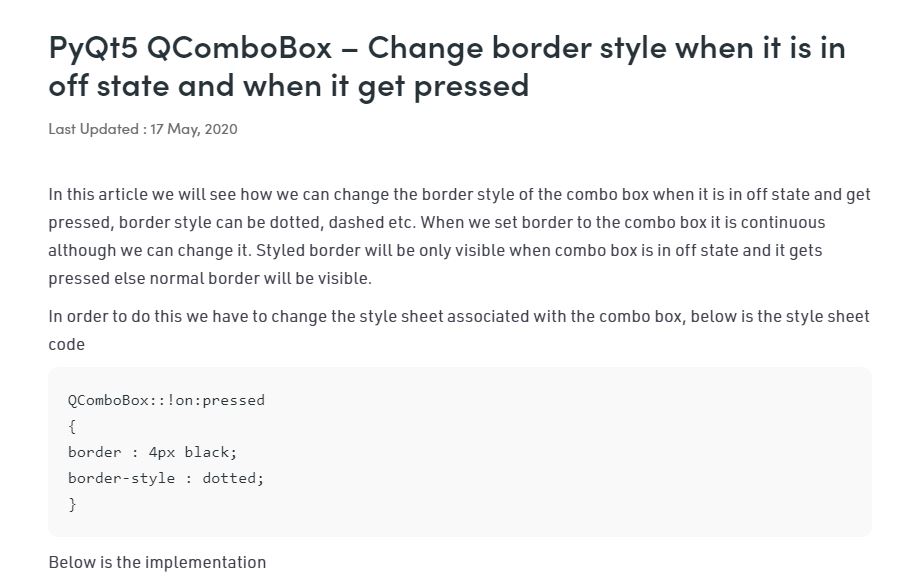 PyQt5 QComboBox – Change border style when it is in
off state and when it get pressed
Last Updated : 17 May, 2020
In this article we will see how we can change the border style of the combo box when it is in off state and get
pressed, border style can be dotted, dashed etc. When we set border to the combo box it is continuous
although we can change it. Styled border will be only visible when combo box is in off state and it gets
pressed else normal border will be visible.
In order to do this we have to change the style sheet associated with the combo box, below is the style sheet
code
QComboBox::!on:pressed
{
border : 4px black;
border-style : dotted;
}
Below is the implementation